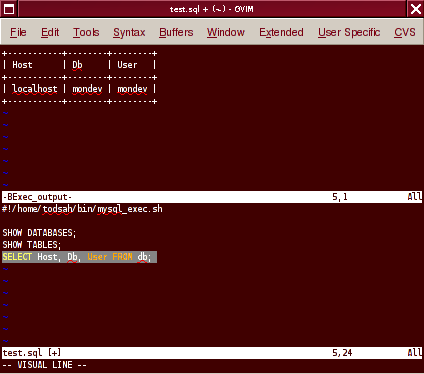 test.sql + (~) - GVIM
File Edit Tools Syntax Buffers Window Extended User Specific CVS
+-----------+--------+--------+
| Host      | Db     | User   |
+-----------+--------+--------+
| localhost | mondev | mondev |
+-----------+--------+--------+
~
~
~
~
~
~
~
-BExec_output- 5,1 All
#!/home/todsah/bin/mysql_exec.sh
SHOW DATABASES;
SHOW TABLES;
SELECT Host, Db, User FROM db;
~
~
~
~
~
~
~
test.sql [+] 5,24 All
-- VISUAL LINE --